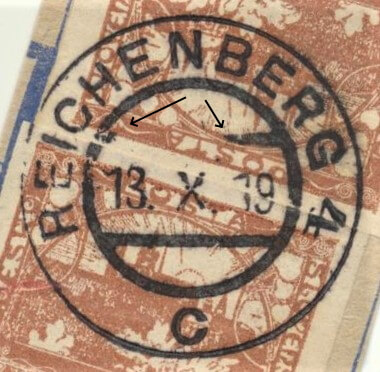 REICHENBERG 4
13. X. 19
C